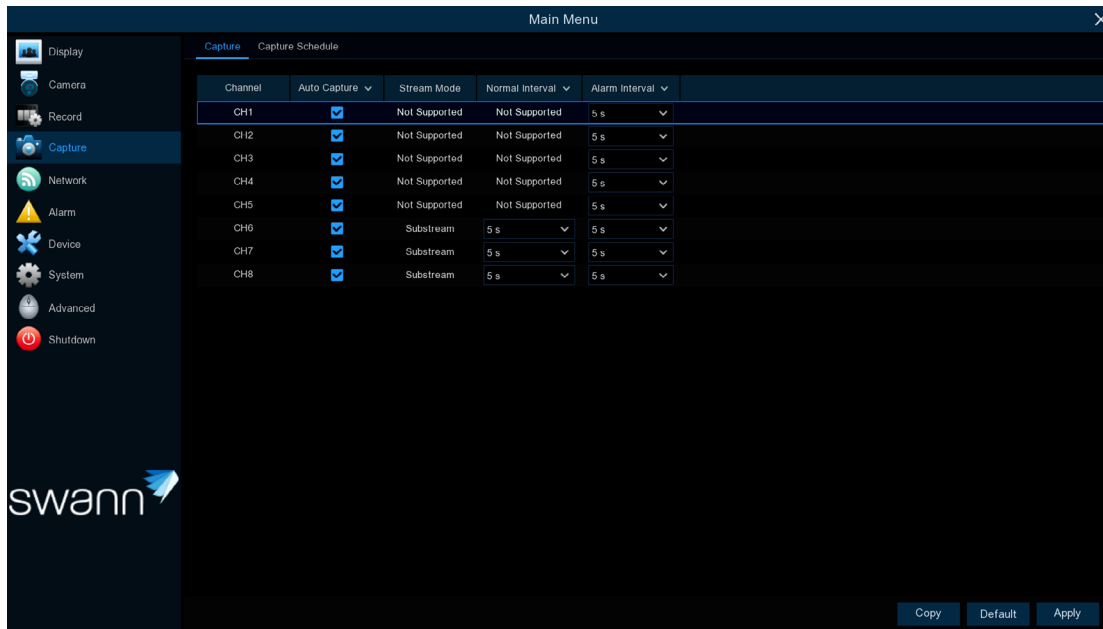 Main Menu
Display
Camera
Record
Capture
Network
Alarm
Device
System
Advanced
Shutdown
swann
Capture Capture Schedule
Channel Auto Capture Stream Mode Normal Interval Alarm Interval
CH1 Not Supported Not Supported 5 s
CH2 Not Supported Not Supported 5 s
CH3 Not Supported Not Supported 5 s
CH4 Not Supported Not Supported 5 s
CH5 Not Supported Not Supported 5 s
CH6 Substream 5 s 5 s
CH7 Substream 5 s 5 s
CH8 Substream 5 s 5 s
Copy Default Apply